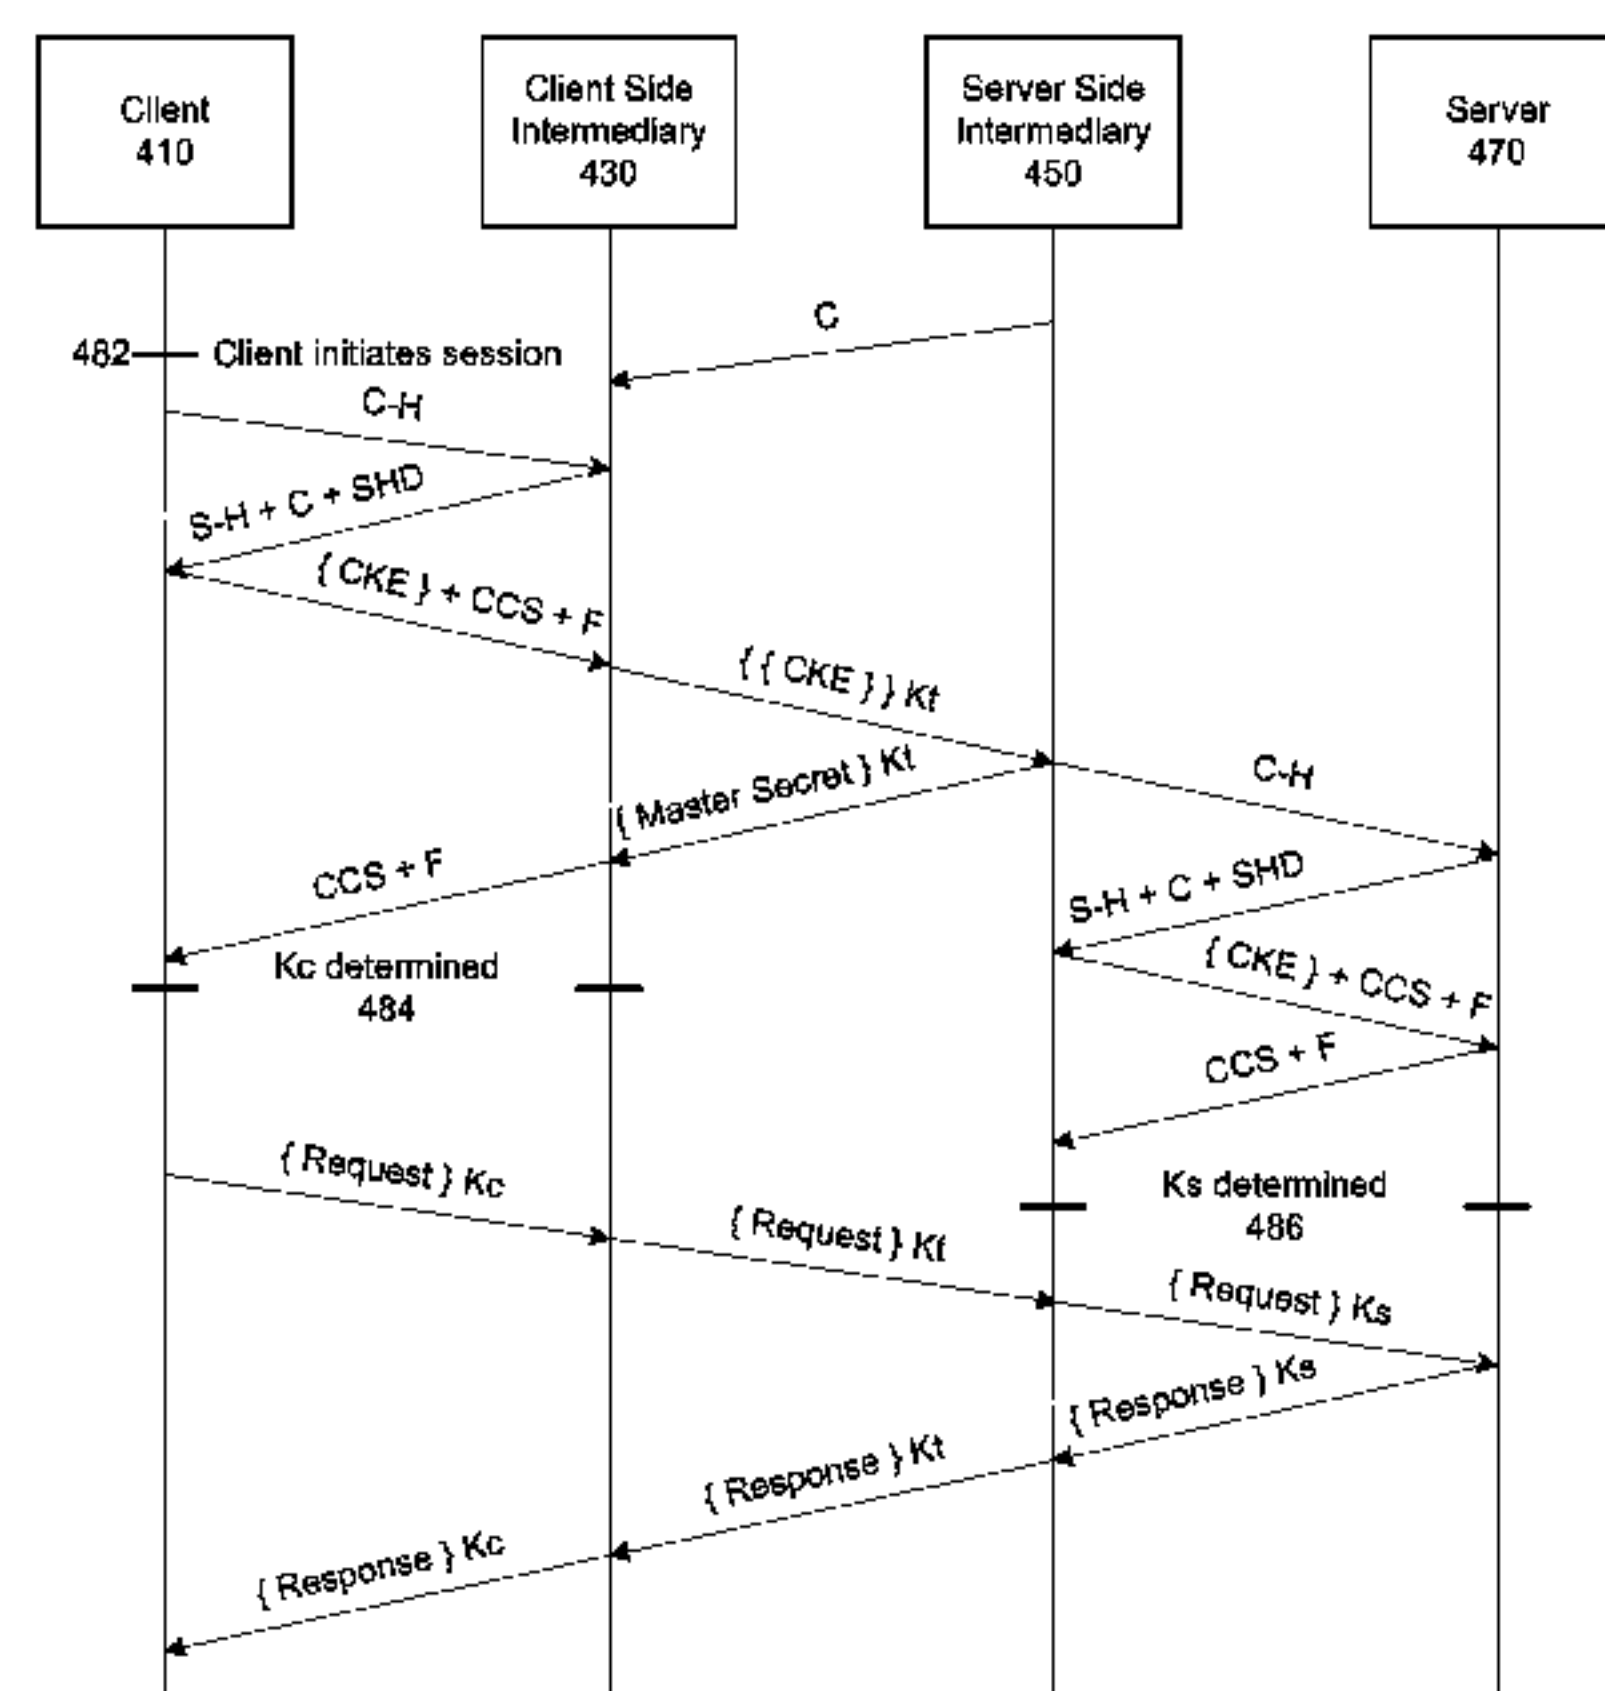 Client
410
Client Side
Intermediary
430
Server Side
Intermediary
450
Server
470
C
482
Client initiates session
C-H
S-H + C + SHD
{ CKE } + CCS + F
{ { CKE } } Kt
{ Master Secret } Kt
C-H
CCS + F
S-H + C + SHD
Kc determined
484
{ CKE } + CCS + F
CCS + F
{ Request } Kc
Ks determined
486
{ Request } Kt
{ Request } Ks
{ Response } Ks
{ Response } Kt
{ Response } Kc